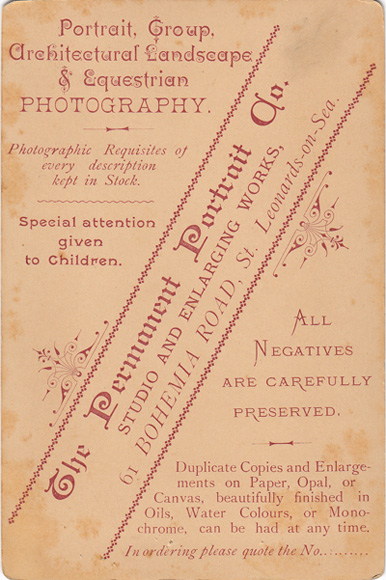 Portrait, Group,
Architectural Landscape
& Equestrian
PHOTOGRAPHY.
Photographic Requisites of
every description
kept in Stock.
Special attention
given
to Children.
The Permanent Portrait Co.
STUDIO AND ENLARGING WORKS,
61 BOHEMIA ROAD, St. Leonards-on-Sea.
ALL
NEGATIVES
ARE CAREFULLY
PRESERVED.
Duplicate Copies and Enlarge-
ments on Paper, Opal, or
Canvas, beautifully finished in
Oils, Water Colours, or Mono-
chrome, can be had at any time.
In ordering please quote the No..........